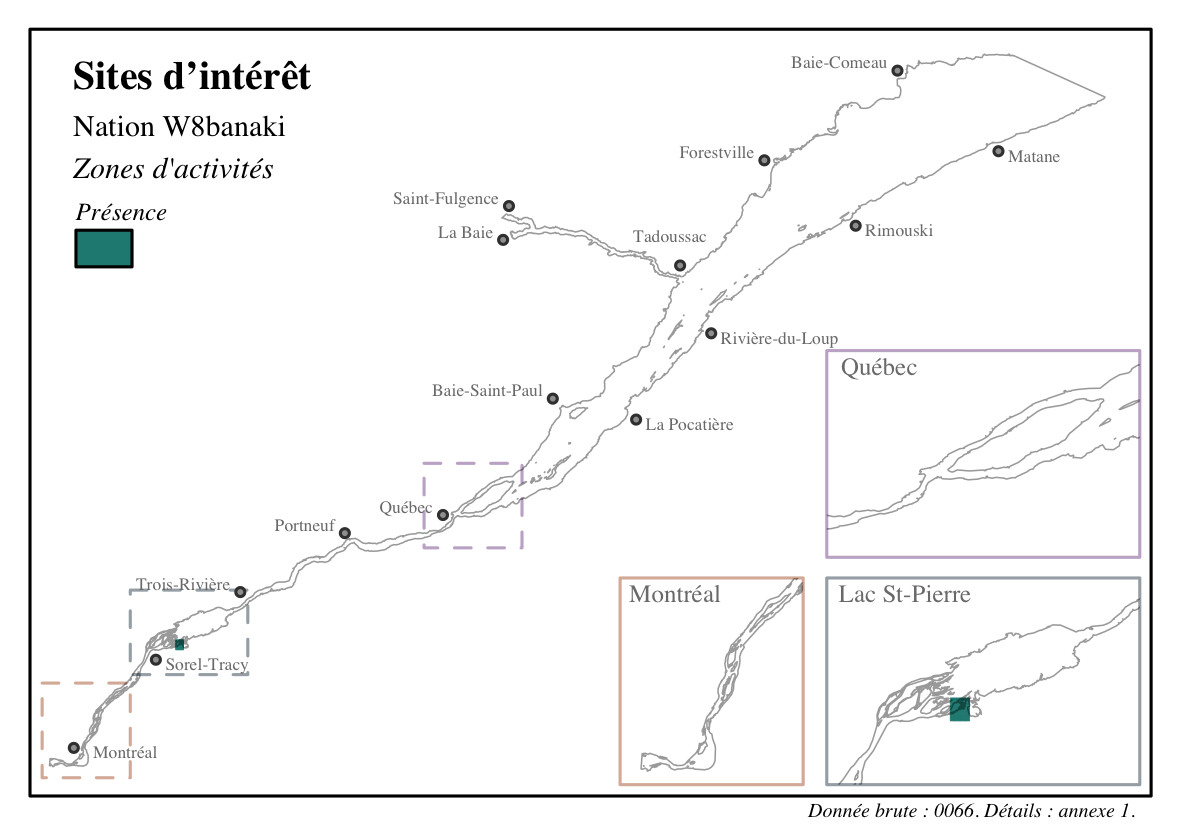 Sites d’intérêt
Nation W8banaki
Zones d'activités
Présence
Baie-Comeau
Forestville
Matane
Saint-Fulgence
La Baie
Tadoussac
Rimouski
Rivière-du-Loup
Baie-Saint-Paul
La Pocatière
Québec
Portneuf
Trois-Rivière
Sorel-Tracy
Montréal
Québec
Montréal
Lac St-Pierre
Donnée brute : 0066. Détails : annexe 1.